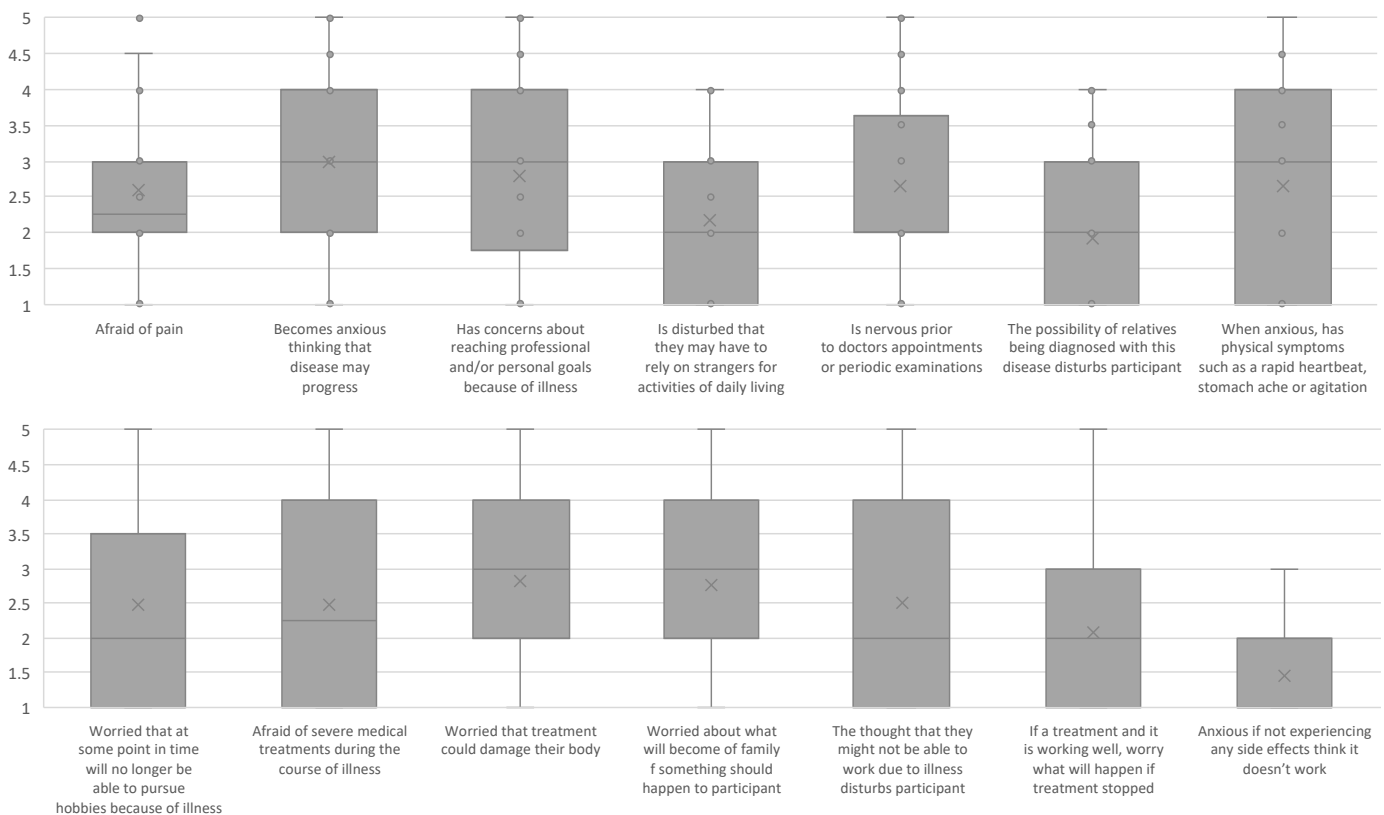 5
4.5
4
3.5
3
2.5
2
1.5
1
Afraid of pain
Becomes anxious
thinking that
disease may
progress
Has concerns about
reaching professional
and/or personal goals
because of illness
Is disturbed that
they may have to
rely on strangers for
activities of daily living
Is nervous prior
to doctors appointments
or periodic examinations
The possibility of relatives
being diagnosed with this
disease disturbs participant
When anxious, has
physical symptoms
such as a rapid heartbeat,
stomach ache or agitation
5
4.5
4
3.5
3
2.5
2
1.5
1
Worried that at
some point in time
will no longer be
able to pursue
hobbies because of illness
Afraid of severe medical
treatments during the
course of illness
Worried that treatment
could damage their body
Worried about what
will become of family
f something should
happen to participant
The thought that they
might not be able to
work due to illness
disturbs participant
If a treatment and it
is working well, worry
what will happen if
treatment stopped
Anxious if not experiencing
any side effects think it
doesn't work